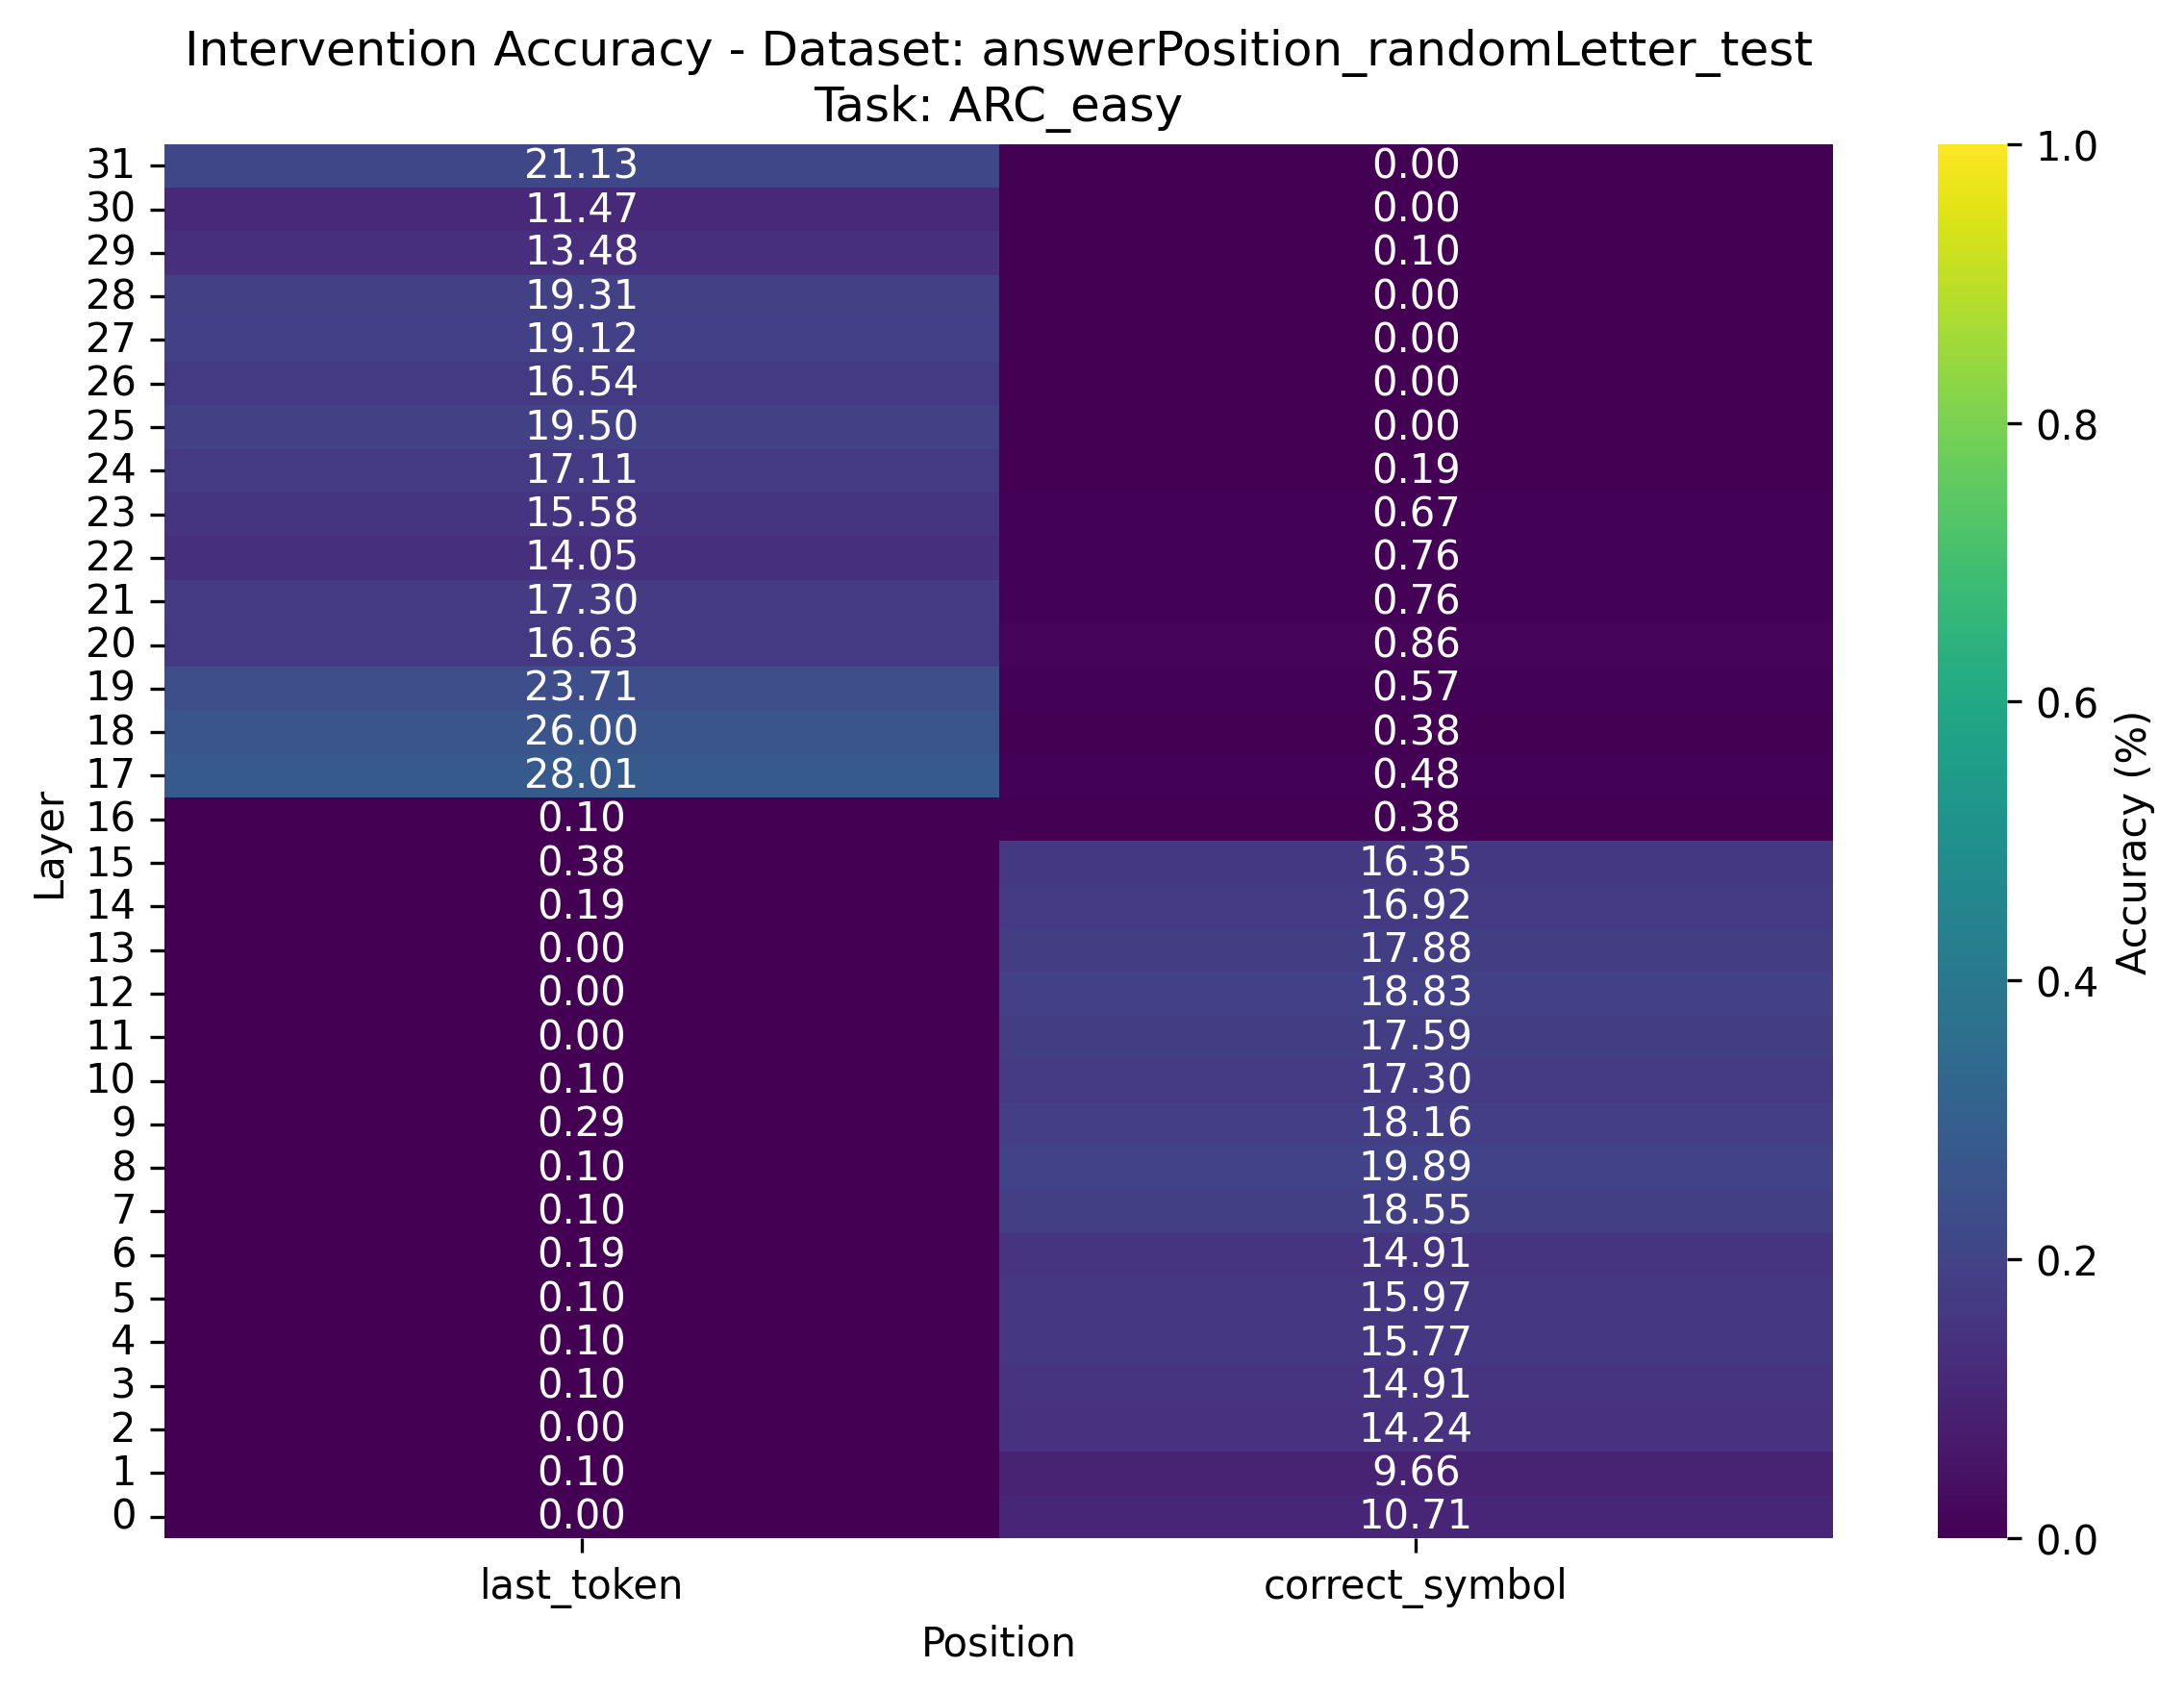 Intervention Accuracy - Dataset: answerPosition_randomLetter_test
Task: ARC_easy
31 21.13 0.00
30 11.47 0.00
29 13.48 0.10
28 19.31 0.00
27 19.12 0.00
26 16.54 0.00
25 19.50 0.00
24 17.11 0.19
23 15.58 0.67
22 14.05 0.76
21 17.30 0.76
20 16.63 0.86
19 23.71 0.57
18 26.00 0.38
17 28.01 0.48
16 0.10 0.38
15 0.38 16.35
14 0.19 16.92
13 0.00 17.88
12 0.00 18.83
11 0.00 17.59
10 0.10 17.30
9 0.29 18.16
8 0.10 19.89
7 0.10 18.55
6 0.19 14.91
5 0.10 15.97
4 0.10 15.77
3 0.10 14.91
2 0.00 14.24
1 0.10 9.66
0 0.00 10.71
last_token correct_symbol
Position
Layer
1.0
0.8
0.6
0.4
0.2
0.0
Accuracy (%)